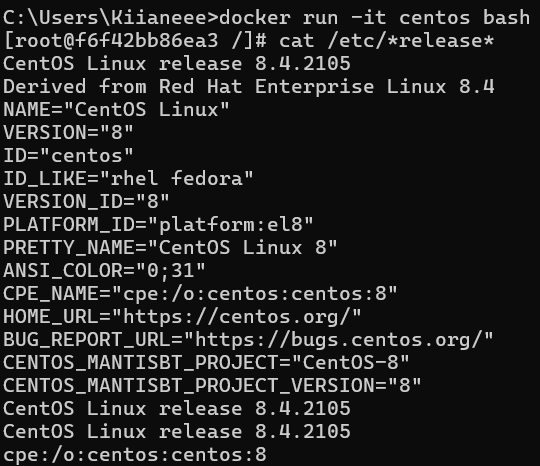 C:\Users\Kiianeee>docker run -it centos bash
[root@f6f42bb86ea3 /]# cat /etc/*release*
CentOS Linux release 8.4.2105
Derived from Red Hat Enterprise Linux 8.4
NAME="CentOS Linux"
VERSION="8"
ID="centos"
ID_LIKE="rhel fedora"
VERSION_ID="8"
PLATFORM_ID="platform:el8"
PRETTY_NAME="CentOS Linux 8"
ANSI_COLOR="0;31"
CPE_NAME="cpe:/o:centos:centos:8"
HOME_URL="https://centos.org/"
BUG_REPORT_URL="https://bugs.centos.org/"
CENTOS_MANTISBT_PROJECT="CentOS-8"
CENTOS_MANTISBT_PROJECT_VERSION="8"
CentOS Linux release 8.4.2105
CentOS Linux release 8.4.2105
cpe:/o:centos:centos:8